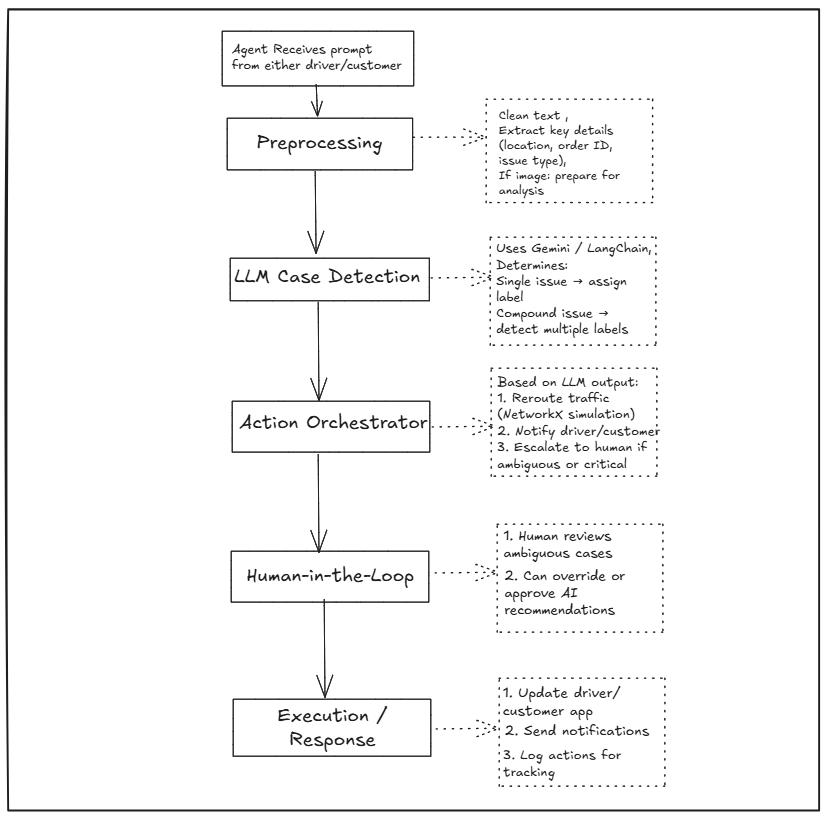 Agent Receives prompt
from either driver/customer
Preprocessing
Clean text ,
Extract key details
(location, order ID,
issue type),
If image: prepare for
analysis
LLM Case Detection
Uses Gemini / LangChain,
Determines:
Single issue → assign
label
Compound issue →
detect multiple labels
Action Orchestrator
Based on LLM output:
1. Reroute traffic
(NetworkX simulation)
2. Notify driver/customer
3. Escalate to human if
ambiguous or critical
Human-in-the-Loop
1. Human reviews
ambiguous cases
2. Can override or
approve AI
recommendations
Execution /
Response
1. Update driver/
customer app
2. Send notifications
3. Log actions for
tracking